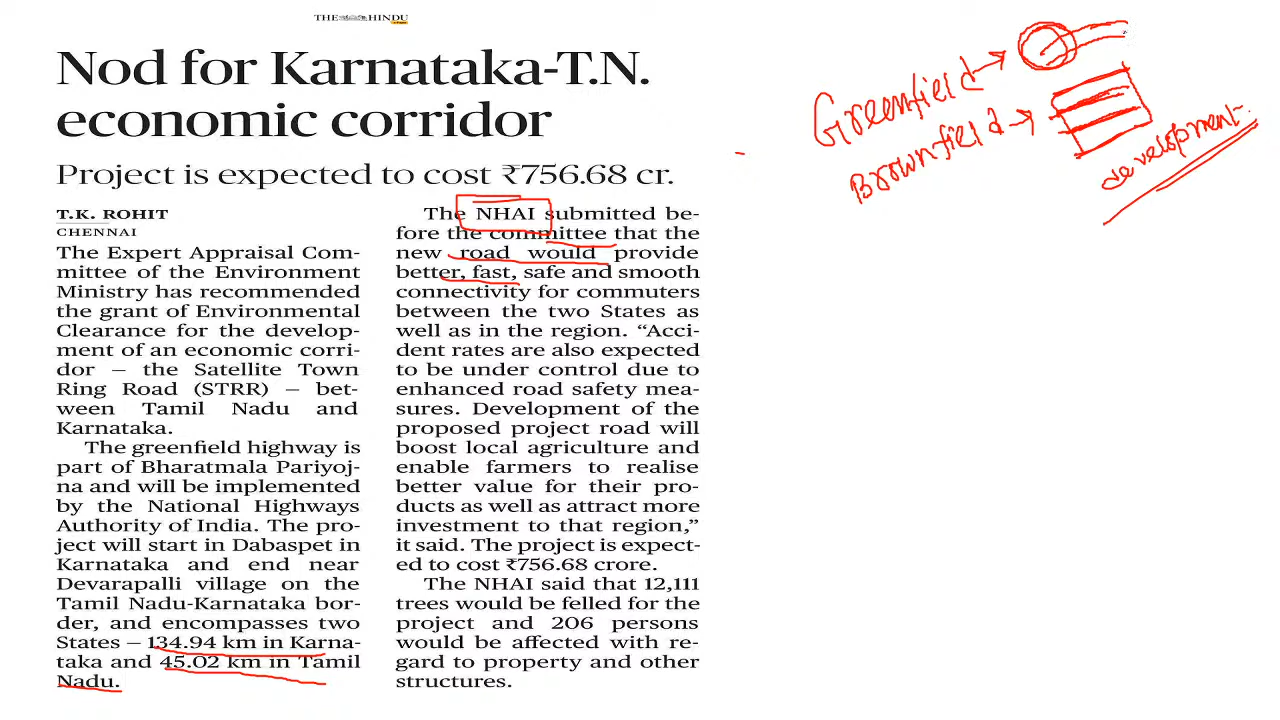 THE HINDU
Nod for Karnataka-T.N.
economic corridor
Project is expected to cost ₹756.68 cr.
T.K. ROHIT
CHENNAI
The Expert Appraisal Com-
mittee of the Environment
Ministry has recommended
the grant of Environmental
Clearance for the develop-
ment of an economic corri-
dor – the Satellite Town
Ring Road (STRR) – bet-
ween Tamil Nadu and
Karnataka.
The greenfield highway is
part of Bharatmala Pariyoj-
na and will be implemented
by the National Highways
Authority of India. The pro-
ject will start in Dabaspet in
Karnataka and end near
Devarapalli village on the
Tamil Nadu-Karnataka bor-
der, and encompasses two
States – 134.94 km in Karna-
taka and 45.02 km in Tamil
Nadu.
The NHAI submitted be-
fore the committee that the
new road would provide
better, fast, safe and smooth
connectivity for commuters
between the two States as
well as in the region. “Acci-
dent rates are also expected
to be under control due to
enhanced road safety mea-
sures. Development of the
proposed project road will
boost local agriculture and
enable farmers to realise
better value for their pro-
ducts as well as attract more
investment to that region,”
it said. The project is expect-
ed to cost ₹756.68 crore.
The NHAI said that 12,111
trees would be felled for the
project and 206 persons
would be affected with re-
gard to property and other
structures.
Greenfield
Brownfield
development